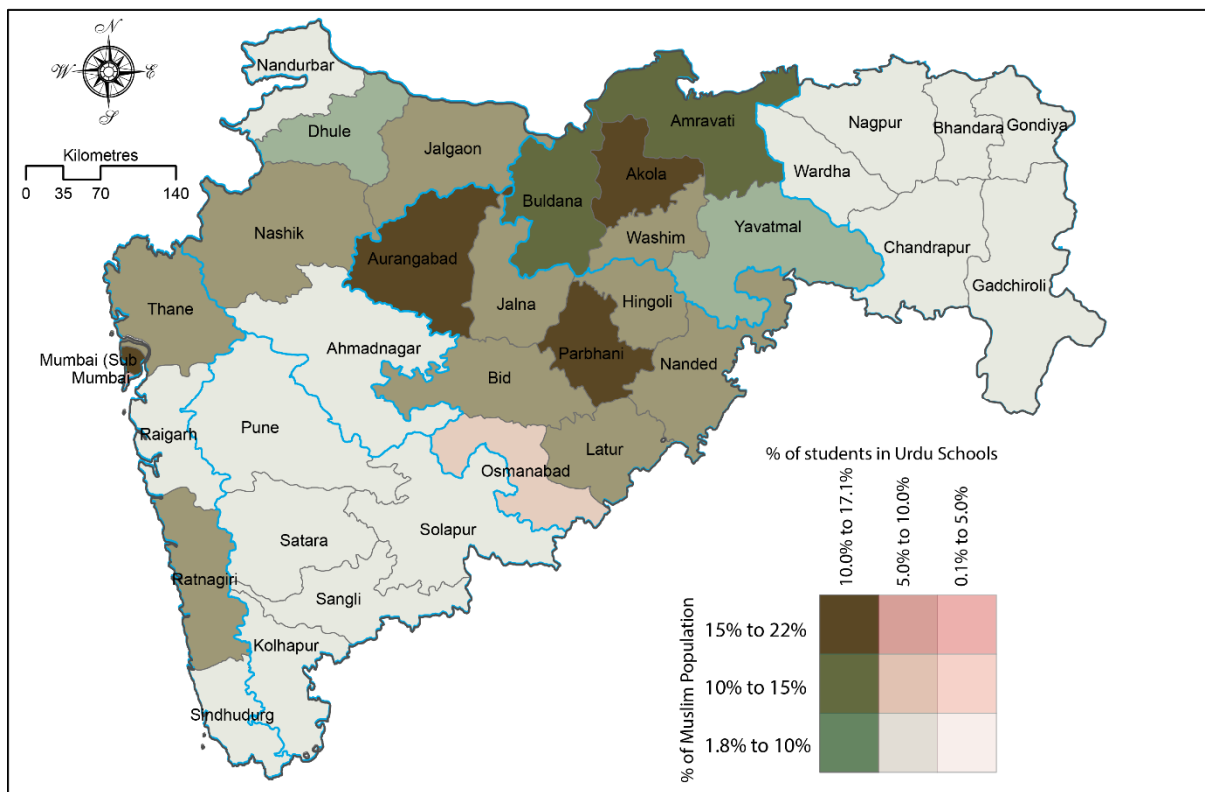 N
W E
S
Kilometres
0 35 70 140
Nandurbar
Dhule
Jalgaon
Nashik
Aurangabad
Buldana
Akola
Amravati
Washim
Yavatmal
Nagpur
Bhandara
Gondiya
Wardha
Chandrapur
Gadchiroli
Thane
Mumbai (Sub
Mumbai
Ahmadnagar
Jalna
Hingoli
Parbhani
Nanded
Bid
Latur
Osmanabad
Raigarh
Pune
Satara
Solapur
Ratnagiri
Sangli
Kolhapur
Sindhudurg
% of students in Urdu Schools
10.0% to 17.1%
5.0% to 10.0%
0.1% to 5.0%
% of Muslim Population
15% to 22%
10% to 15%
1.8% to 10%